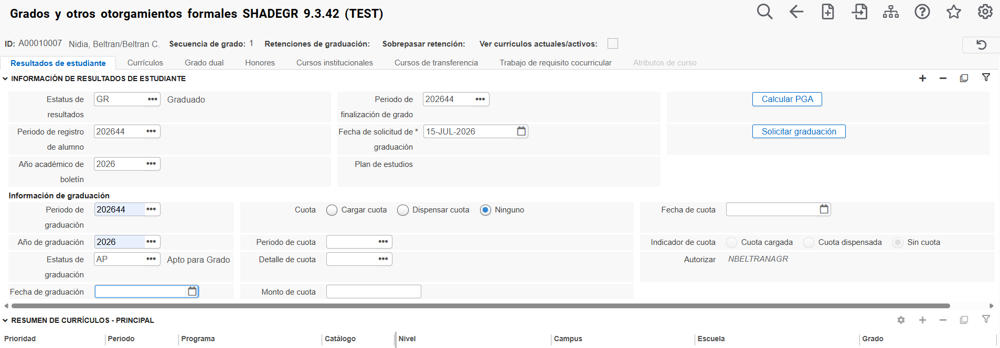 Grados y otros otorgamientos formales SHADEGR 9.3.42 (TEST)
ID: A00010007 Nidia, Beltran/Beltran C. Secuencia de grado: 1 Retenciones de graduación: Sobrepasar retención: Ver currículos actuales/activos:
Resultados de estudiante Currículos Grado dual Honores Cursos institucionales Cursos de transferencia Trabajo de requisito cocurricular Atributos de curso
INFORMACIÓN DE RESULTADOS DE ESTUDIANTE
Estatus de resultados GR Graduado
Periodo de finalización de grado 202644
Calcular PGA
Periodo de registro de alumno 202644
Fecha de solicitud de * graduación 15-JUL-2026
Solicitar graduación
Año académico de boletín 2026
Plan de estudios
Información de graduación
Periodo de graduación 202644
Cuota Cargar cuota Dispensar cuota Ninguno
Fecha de cuota
Año de graduación 2026
Periodo de cuota
Indicador de cuota Cuota cargada Cuota dispensada Sin cuota
Estatus de graduación AP Apto para Grado
Detalle de cuota
Autorizar NBELTRANAGR
Fecha de graduación
Monto de cuota
RESUMEN DE CURRÍCULOS - PRINCIPAL
Prioridad Periodo Programa Catálogo Nivel Campus Escuela Grado